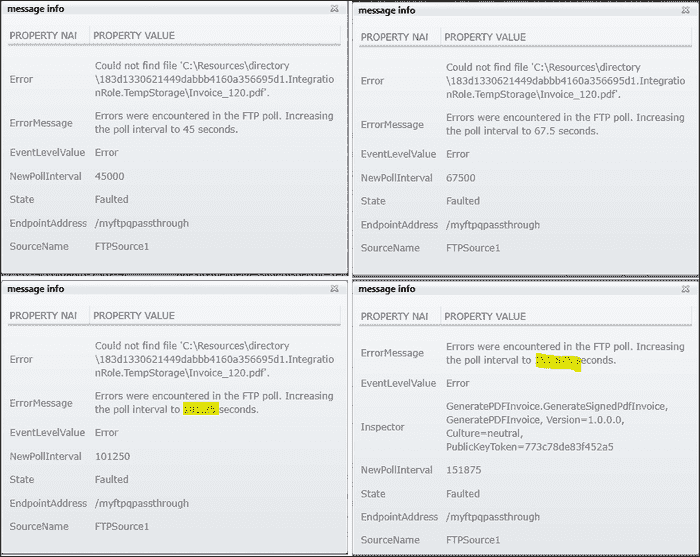 message info
PROPERTY NAI PROPERTY VALUE
Error
Could not find file 'C:\Resources\directory
\183d1330621449dabbb4160a356695d1.Integratio
nRole.TempStorage\Invoice_120.pdf'.
ErrorMessage
Errors were encountered in the FTP poll. Increasing
the poll interval to 45 seconds.
EventLevelValue Error
NewPollInterval 45000
State Faulted
EndpointAddress /myftpqpassthrough
SourceName FTPSource1
message info
PROPERTY NAI PROPERTY VALUE
Error
Could not find file 'C:\Resources\directory
\183d1330621449dabbb4160a356695d1.Integratio
nRole.TempStorage\Invoice_120.pdf'.
ErrorMessage
Errors were encountered in the FTP poll. Increasing
the poll interval to 67.5 seconds.
EventLevelValue Error
NewPollInterval 67500
State Faulted
EndpointAddress /myftpqpassthrough
SourceName FTPSource1
message info
PROPERTY NAI PROPERTY VALUE
Error
Could not find file 'C:\Resources\directory
\183d1330621449dabbb4160a356695d1.Integratio
nRole.TempStorage\Invoice_120.pdf'.
ErrorMessage
Errors were encountered in the FTP poll. Increasing
the poll interval to seconds.
EventLevelValue Error
NewPollInterval 101250
State Faulted
EndpointAddress /myftpqpassthrough
SourceName FTPSource1
message info
PROPERTY NAI PROPERTY VALUE
ErrorMessage
Errors were encountered in the FTP poll. Increasing
the poll interval to seconds.
EventLevelValue Error
Inspector
GeneratePDFInvoice.GenerateSignedPdfInvoice,
GeneratePDFInvoice, Version=1.0.0.0,
Culture=neutral,
PublicKeyToken=773c78de83f452a5
NewPollInterval 151875
State Faulted
EndpointAddress /myftpqpassthrough
SourceName FTPSource1